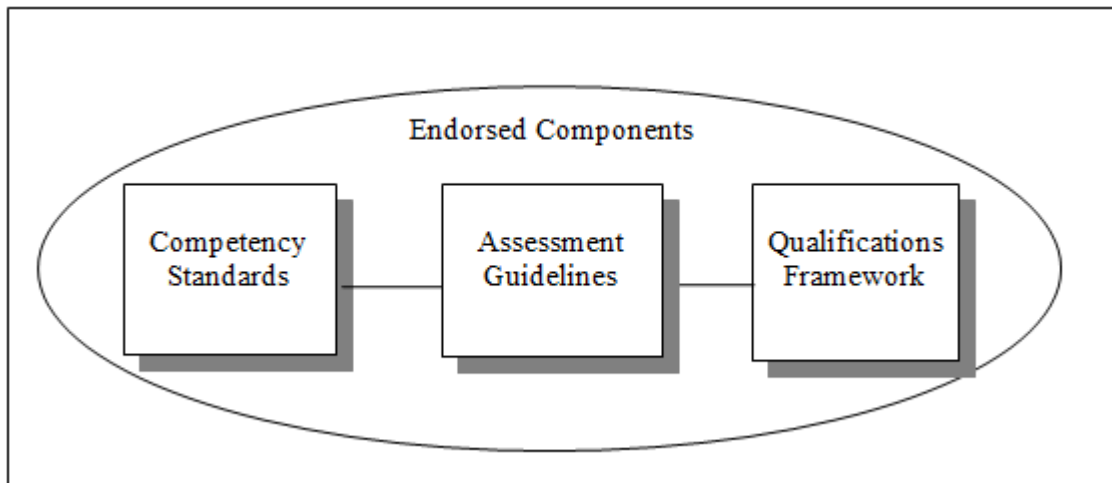 Endorsed Components
Competency
Standards
Assessment
Guidelines
Qualifications
Framework